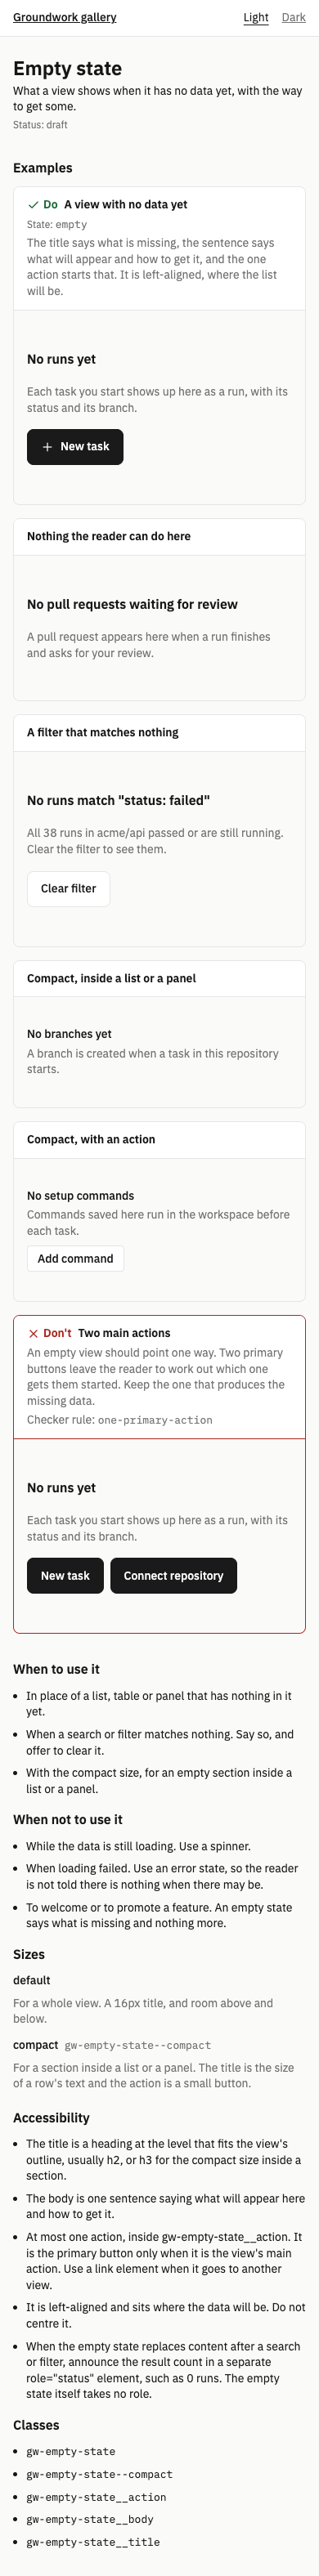 Groundwork gallery Light Dark
Empty state
What a view shows when it has no data yet, with the way
to get some.
Status: draft
Examples
Do A view with no data yet
State: empty
The title says what is missing, the sentence says
what will appear and how to get it, and the one
action starts that. It is left-aligned, where the list
will be.
No runs yet
Each task you start shows up here as a run, with its
status and its branch.
New task
Nothing the reader can do here
No pull requests waiting for review
A pull request appears here when a run finishes
and asks for your review.
A filter that matches nothing
No runs match "status: failed"
All 38 runs in acme/api passed or are still running.
Clear the filter to see them.
Clear filter
Compact, inside a list or a panel
No branches yet
A branch is created when a task in this repository
starts.
Compact, with an action
No setup commands
Commands saved here run in the workspace before
each task.
Add command
Don't Two main actions
An empty view should point one way. Two primary
buttons leave the reader to work out which one
gets them started. Keep the one that produces the
missing data.
Checker rule: one-primary-action
No runs yet
Each task you start shows up here as a run, with its
status and its branch.
New task Connect repository
When to use it
• In place of a list, table or panel that has nothing in it
yet.
• When a search or filter matches nothing. Say so, and
offer to clear it.
• With the compact size, for an empty section inside a
list or a panel.
When not to use it
• While the data is still loading. Use a spinner.
• When loading failed. Use an error state, so the reader
is not told there is nothing when there may be.
• To welcome or to promote a feature. An empty state
says what is missing and nothing more.
Sizes
default
For a whole view. A 16px title, and room above and
below.
compact gw-empty-state--compact
For a section inside a list or a panel. The title is the size
of a row's text and the action is a small button.
Accessibility
• The title is a heading at the level that fits the view's
outline, usually h2, or h3 for the compact size inside a
section.
• The body is one sentence saying what will appear here
and how to get it.
• At most one action, inside gw-empty-state__action. It
is the primary button only when it is the view's main
action. Use a link element when it goes to another
view.
• It is left-aligned and sits where the data will be. Do not
centre it.
• When the empty state replaces content after a search
or filter, announce the result count in a separate
role="status" element, such as 0 runs. The empty
state itself takes no role.
Classes
• gw-empty-state
• gw-empty-state--compact
• gw-empty-state__action
• gw-empty-state__body
• gw-empty-state__title